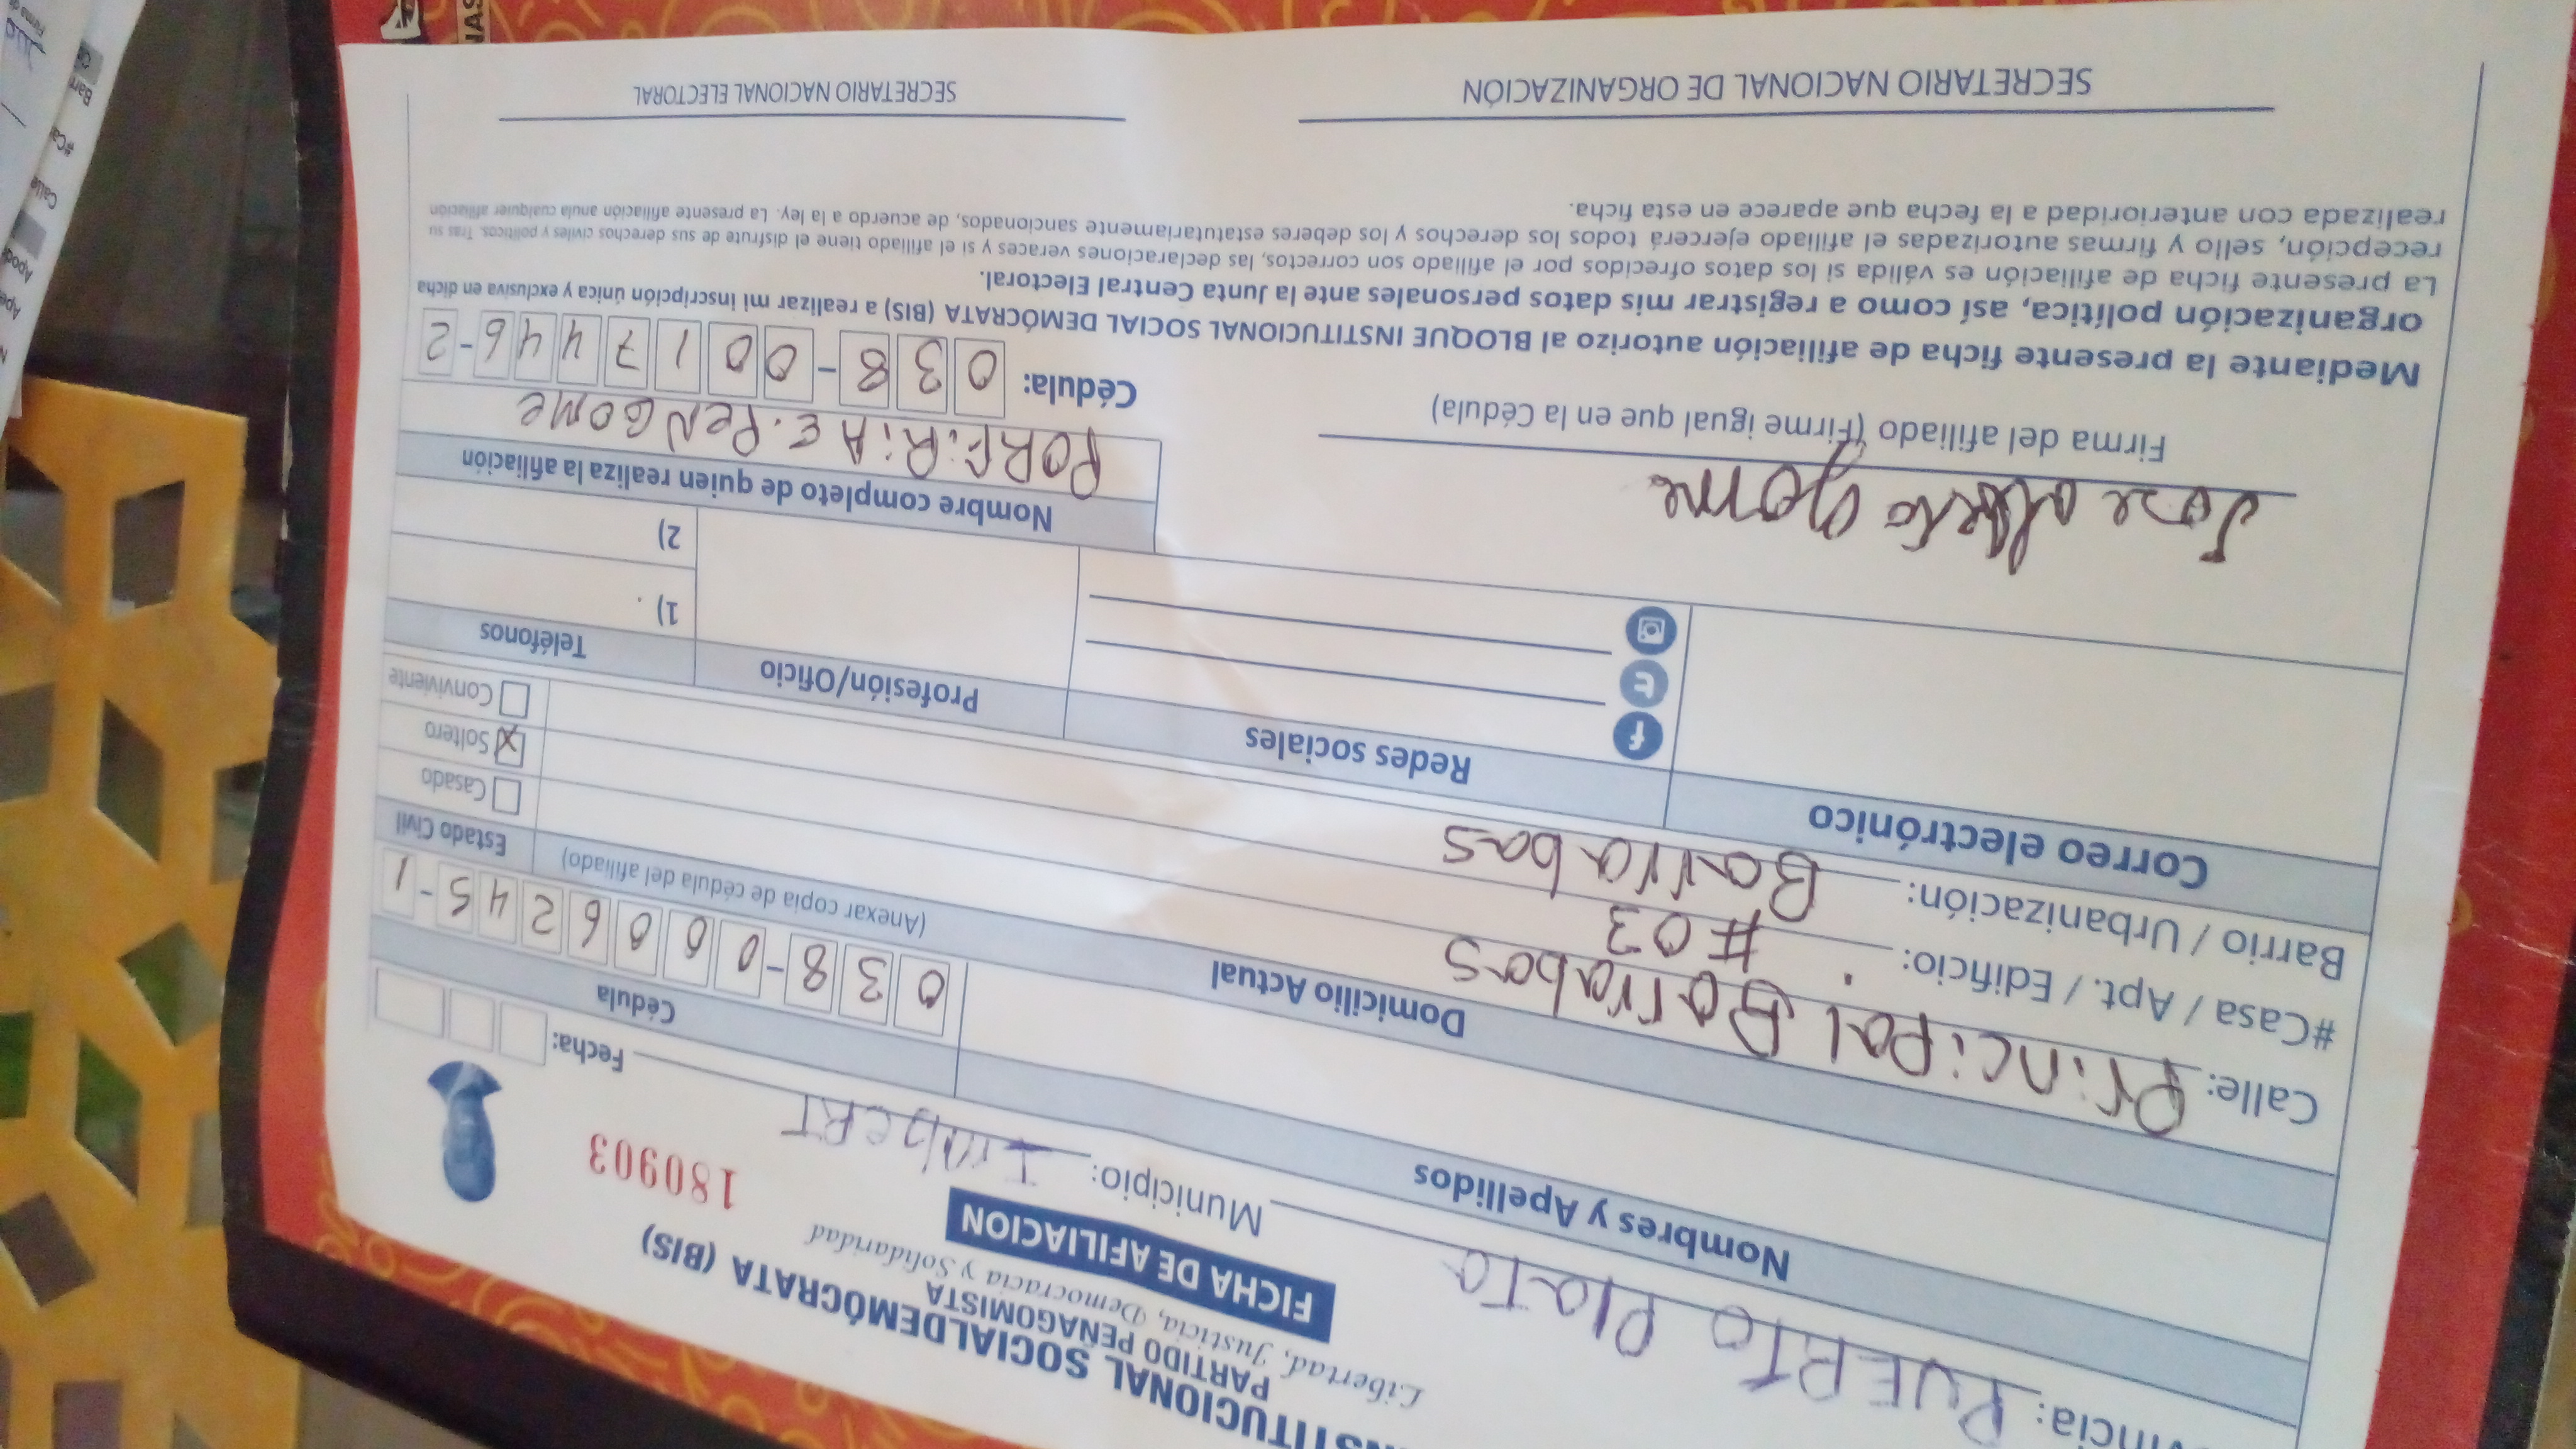 NSTITUCIONAL SOCIALDEMÓCRATA (BIS)
PARTIDO PEÑAGOMISTA
Libertad, Justicia, Democracia y Solidaridad
FICHA DE AFILIACION
180903
vincia: PUERTO PlaTa Municipio: ImbERT Fecha:
Nombres y Apellidos
Cédula
038-0006245-1
Domicilio Actual
(Anexar copia de cédula del afiliado)
Estado Civil
Calle: PrinciPal Barrabas
#Casa / Apt. / Edificio: #03
Barrio / Urbanización: Barrabas
Casado
X Soltero
Conviviente
Correo electrónico
Redes sociales
Profesión/Oficio
Teléfonos
1)
2)
Jose alberto gome
Firma del afiliado (Firme igual que en la Cédula)
Nombre completo de quien realiza la afiliación
PORFiRiA E. PeN GOMe
Cédula: 038-0017446-2
Mediante la presente ficha de afiliación autorizo al BLOQUE INSTITUCIONAL SOCIAL DEMÓCRATA (BIS) a realizar mi inscripción única y exclusiva en dicha
organización política, así como a registrar mis datos personales ante la Junta Central Electoral.
La presente ficha de afiliación es válida si los datos ofrecidos por el afiliado son correctos, las declaraciones veraces y si el afiliado tiene el disfrute de sus derechos civiles y políticos. Tras su
recepción, sello y firmas autorizadas el afiliado ejercerá todos los derechos y los deberes estatutariamente sancionados, de acuerdo a la ley. La presente afiliación anula cualquier afiliación
realizada con anterioridad a la fecha que aparece en esta ficha.
SECRETARIO NACIONAL DE ORGANIZACIÓN
SECRETARIO NACIONAL ELECTORAL